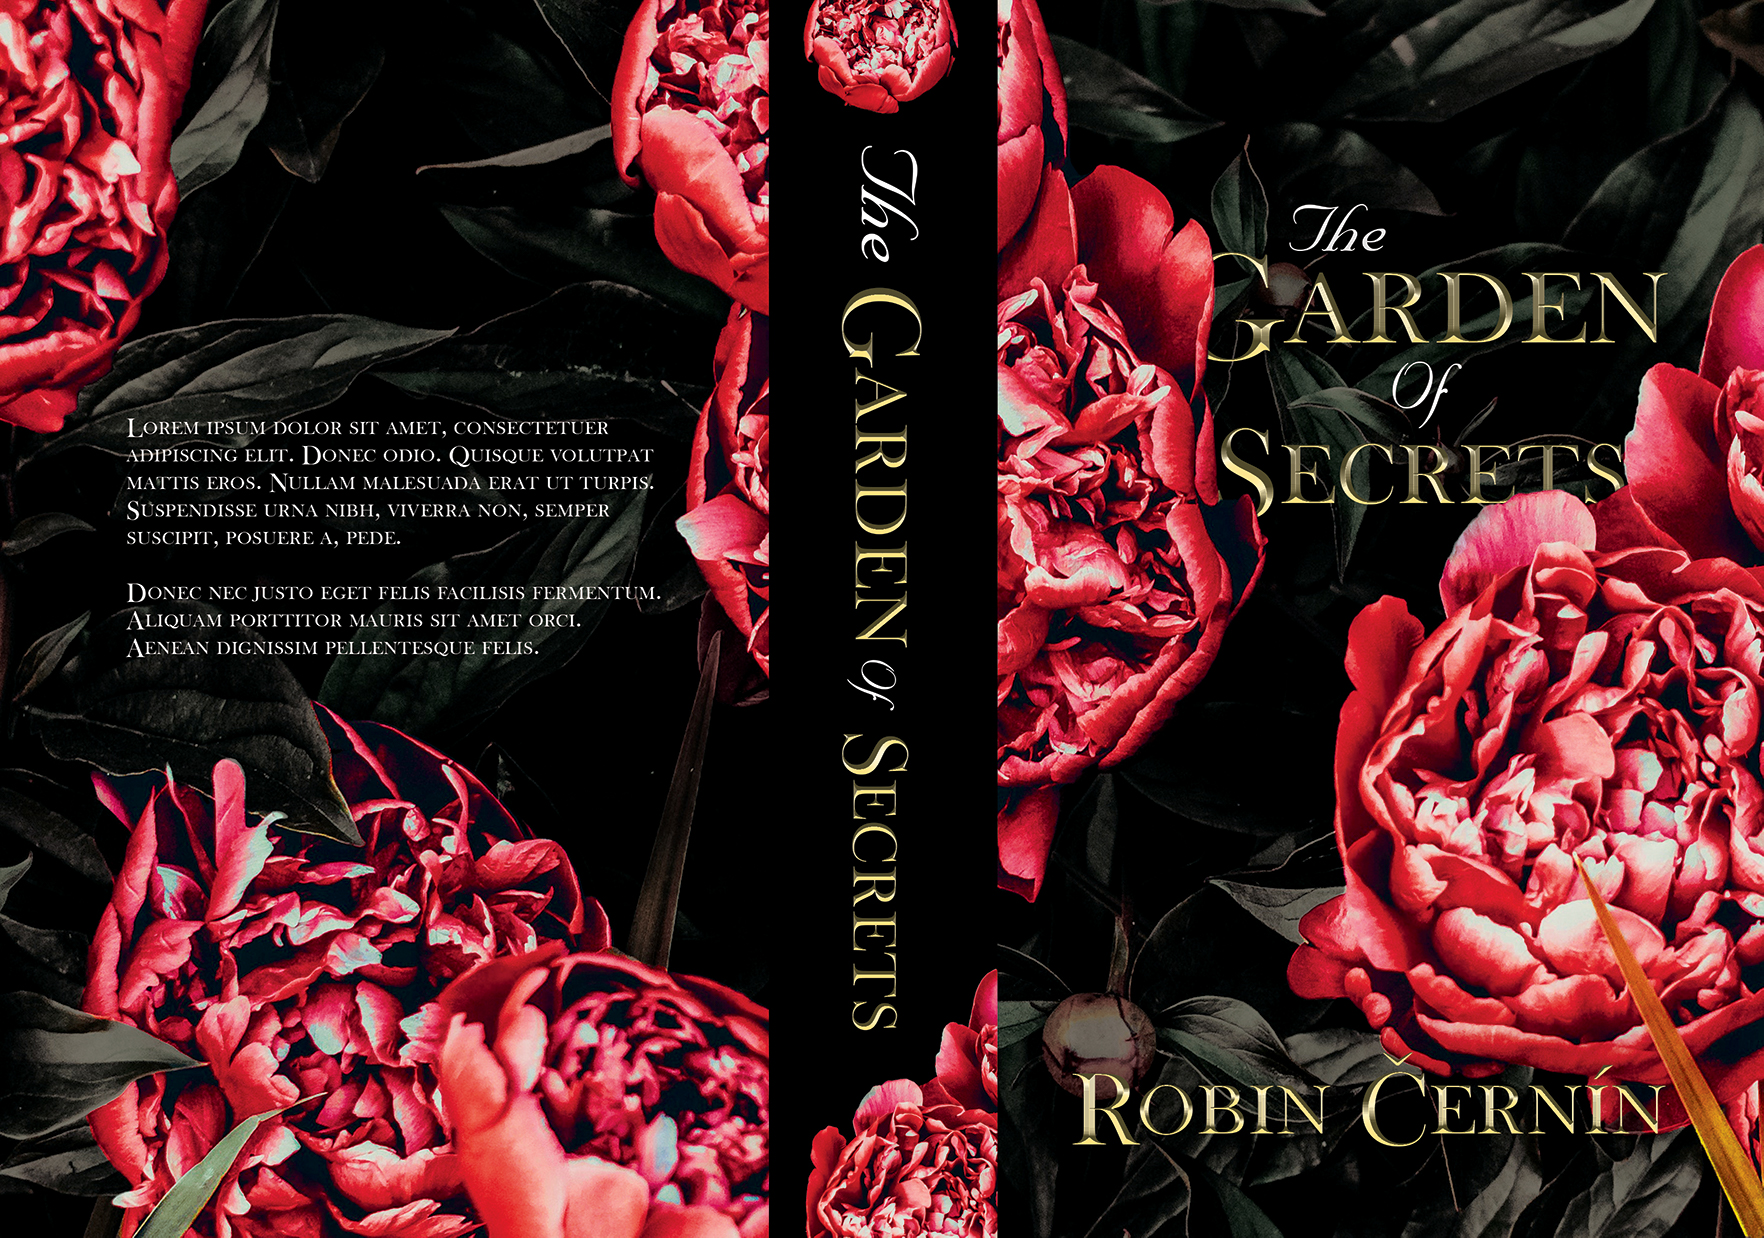 Lorem ipsum dolor sit amet, consectetuer
adipiscing elit. Donec odio. Quisque volutpat
mattis eros. Nullam malesuada erat ut turpis.
Suspendisse urna nibh, viverra non, semper
suscipit, posuere a, pede.
Donec nec justo eget felis facilisis fermentum.
Aliquam porttitor mauris sit amet orci.
Aenean dignissim pellentesque felis.
The Garden of Secrets
The
Garden
Of
Secrets
Robin Černín